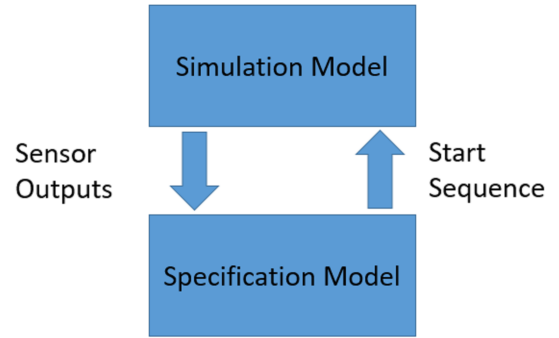 Simulation Model
Sensor
Outputs
Start
Sequence
Specification Model